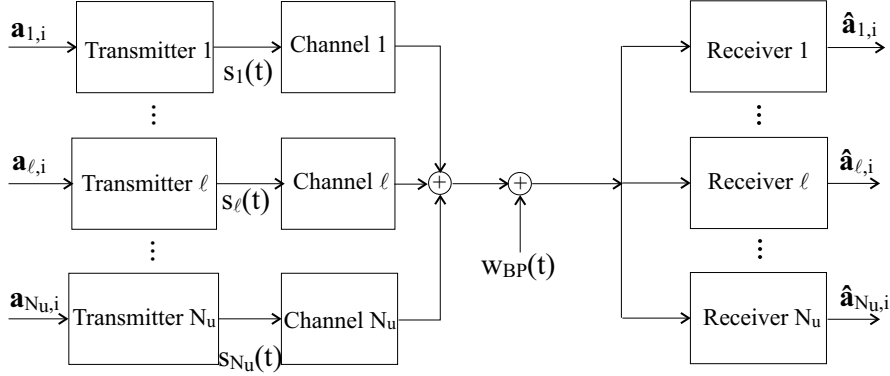 a1,i
Transmitter 1
s1(t)
Channel 1
Receiver 1
â1,i
⋮
⋮
aℓ,i
Transmitter ℓ
sℓ(t)
Channel ℓ
+
+
wBP(t)
Receiver ℓ
âℓ,i
⋮
⋮
aNu,i
Transmitter Nu
sNu(t)
Channel Nu
Receiver Nu
âNu,i